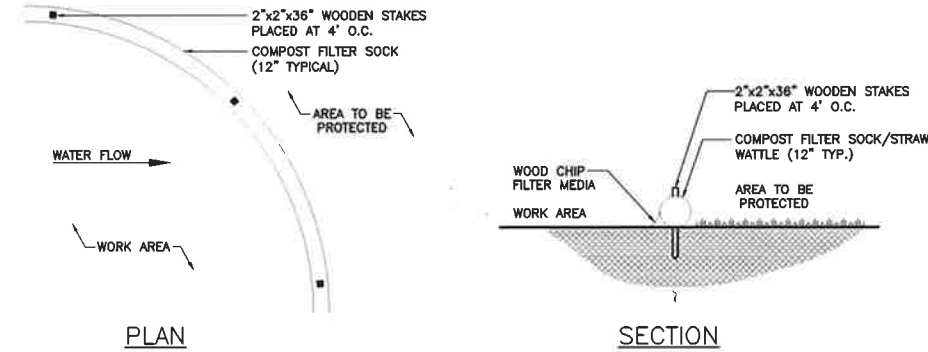 2"x2"x36" WOODEN STAKES
PLACED AT 4' O.C.
COMPOST FILTER SOCK
(12" TYPICAL)
AREA TO BE
PROTECTED
WATER FLOW
WORK AREA
PLAN
2"x2"x36" WOODEN STAKES
PLACED AT 4' O.C.
COMPOST FILTER SOCK/STRAW
WATTLE (12" TYP.)
WOOD CHIP
FILTER MEDIA
AREA TO BE
PROTECTED
WORK AREA
SECTION